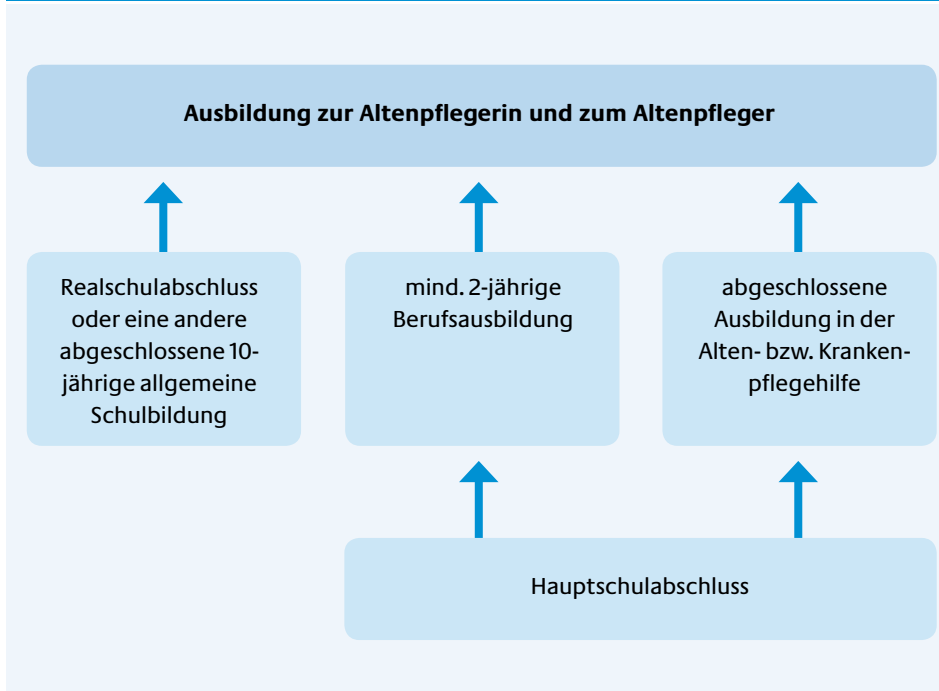 Ausbildung zur Altenpflegerin und zum Altenpfleger
Realschulabschluss
oder eine andere
abgeschlossene 10-
jährige allgemeine
Schulbildung
mind. 2-jährige
Berufsausbildung
abgeschlossene
Ausbildung in der
Alten- bzw. Kranken-
pflegehilfe
Hauptschulabschluss